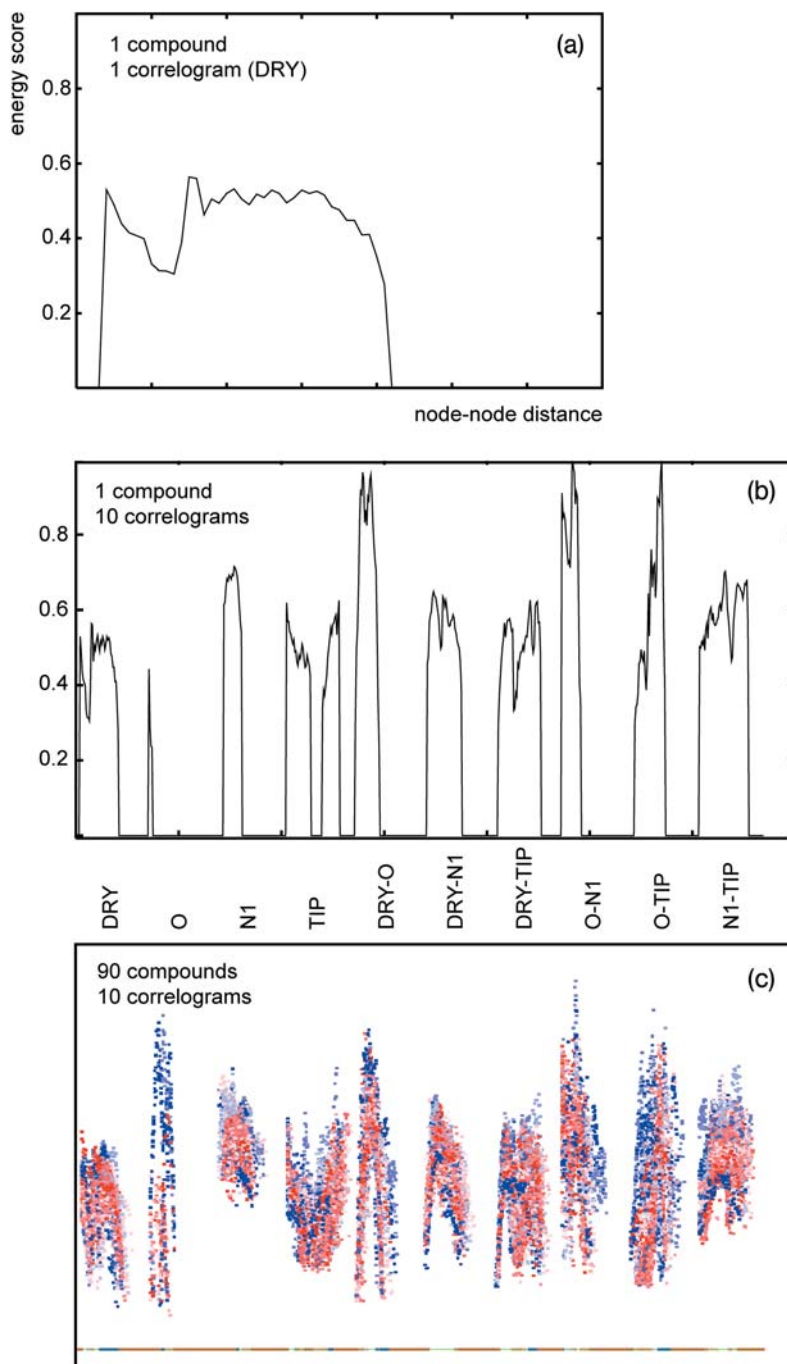 energy score
1 compound
1 correlogram (DRY)
(a)
0.8
0.6
0.4
0.2
node-node distance
1 compound
10 correlograms
(b)
0.8
0.6
0.4
0.2
DRY
O
N1
TIP
DRY-O
DRY-N1
DRY-TIP
O-N1
O-TIP
N1-TIP
90 compounds
10 correlograms
(c)